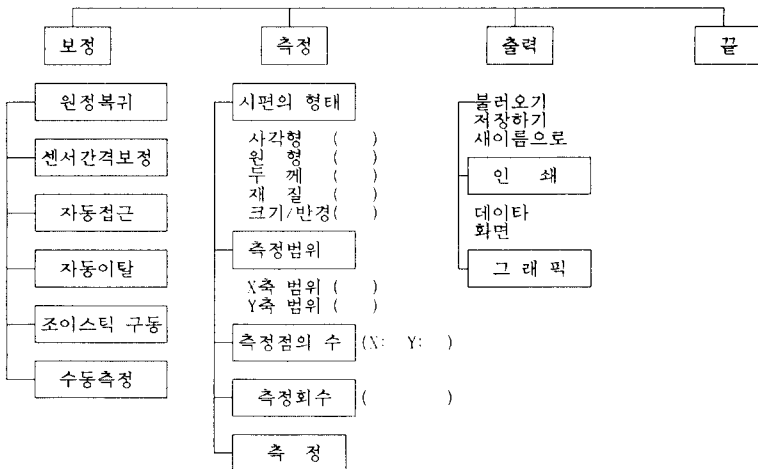 보정
측정
출력
끝
원정복귀
센서간격보정
자동접근
자동이탈
조이스틱 구동
수동측정
시편의 형태
사각형 ( )
원 형 ( )
두 께 ( )
재 질 ( )
크기/반경( )
측정범위
X축 범위 ( )
Y축 범위 ( )
측정점의 수 (X: Y: )
측정회수 ( )
측 정
불러오기
저장하기
새이름으로
인 쇄
데이타
화면
그 래 픽